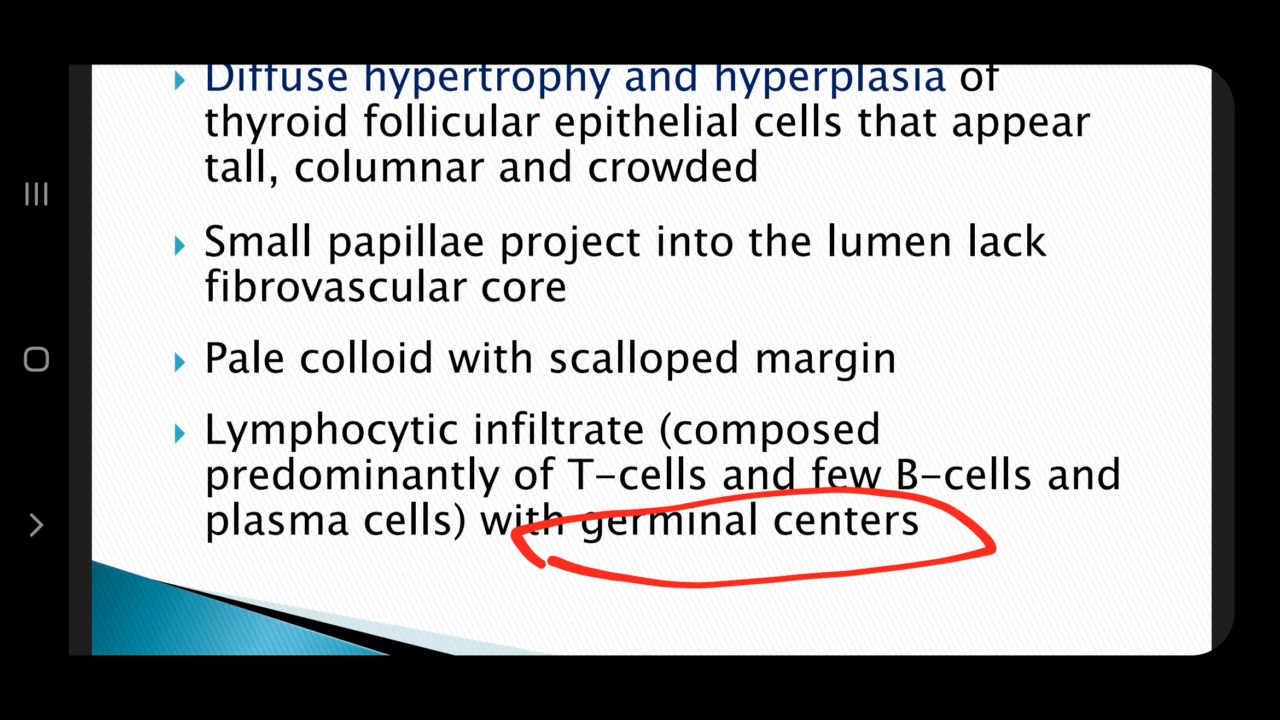 Diffuse hypertrophy and hyperplasia of
thyroid follicular epithelial cells that appear
tall, columnar and crowded
Small papillae project into the lumen lack
fibrovascular core
Pale colloid with scalloped margin
Lymphocytic infiltrate (composed
predominantly of T-cells and few B-cells and
plasma cells) with germinal centers